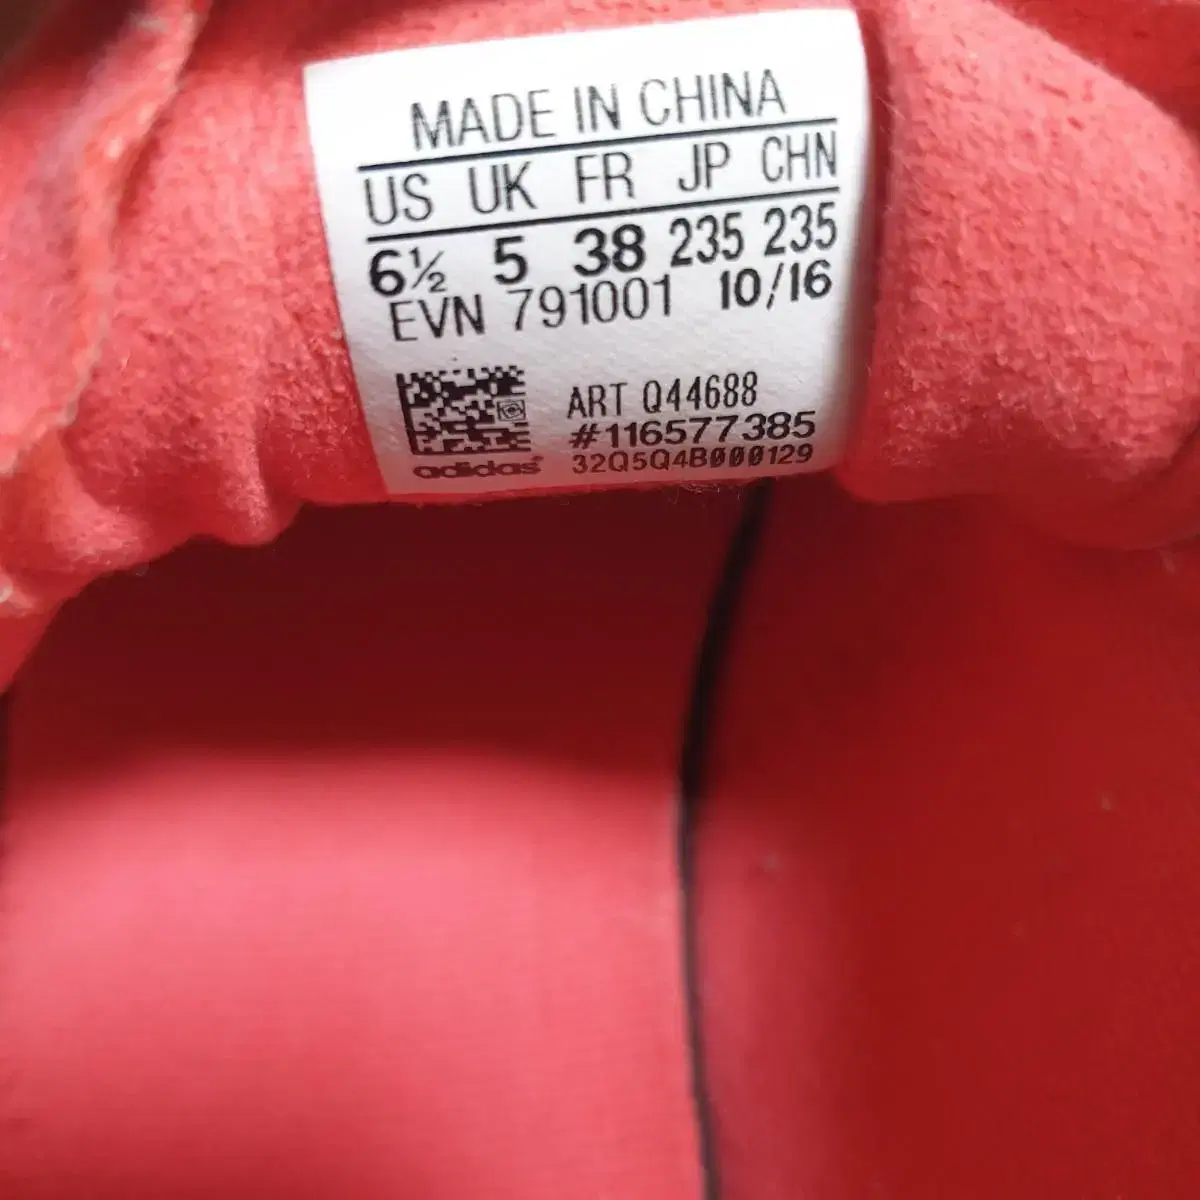 MADE IN CHINA
US UK FR JP CHN
6½ 5 38 235 235
EVN 791001 10/16
ART Q44688
#116577385
adidas 32Q5Q4B000129